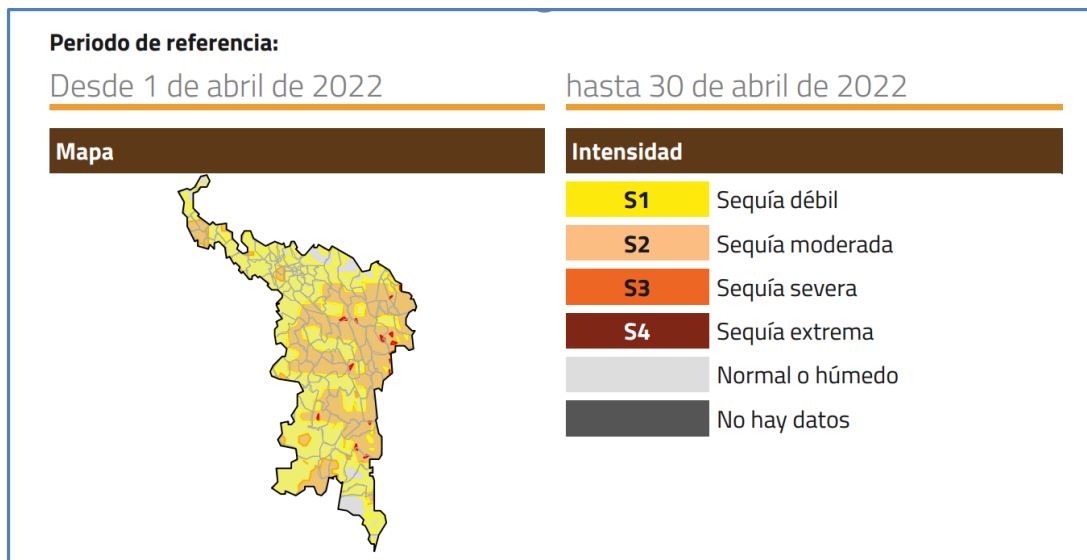 Periodo de referencia:
Desde 1 de abril de 2022
hasta 30 de abril de 2022
Mapa
Intensidad
S1 Sequía débil
S2 Sequía moderada
S3 Sequía severa
S4 Sequía extrema
Normal o húmedo
No hay datos